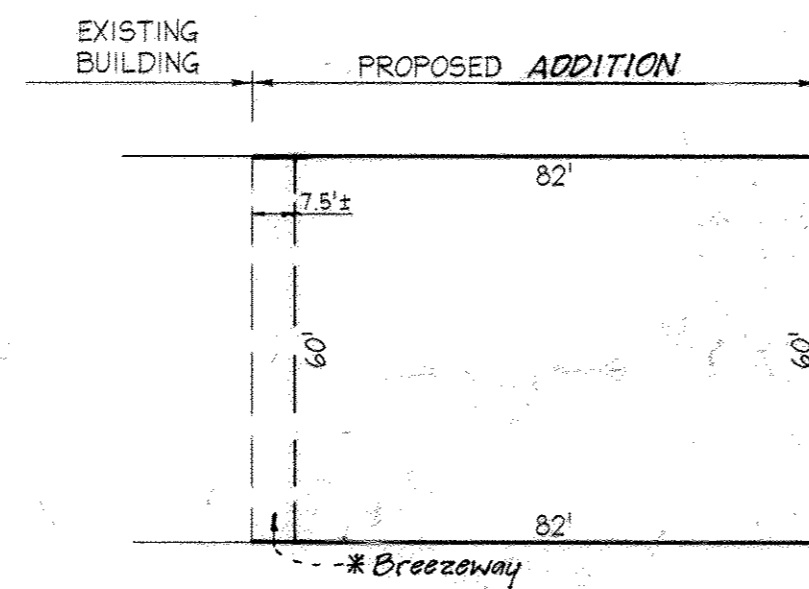 EXISTING
BUILDING
PROPOSED ADDITION
82'
7.5'±
60'
60'
82'
* Breezeway